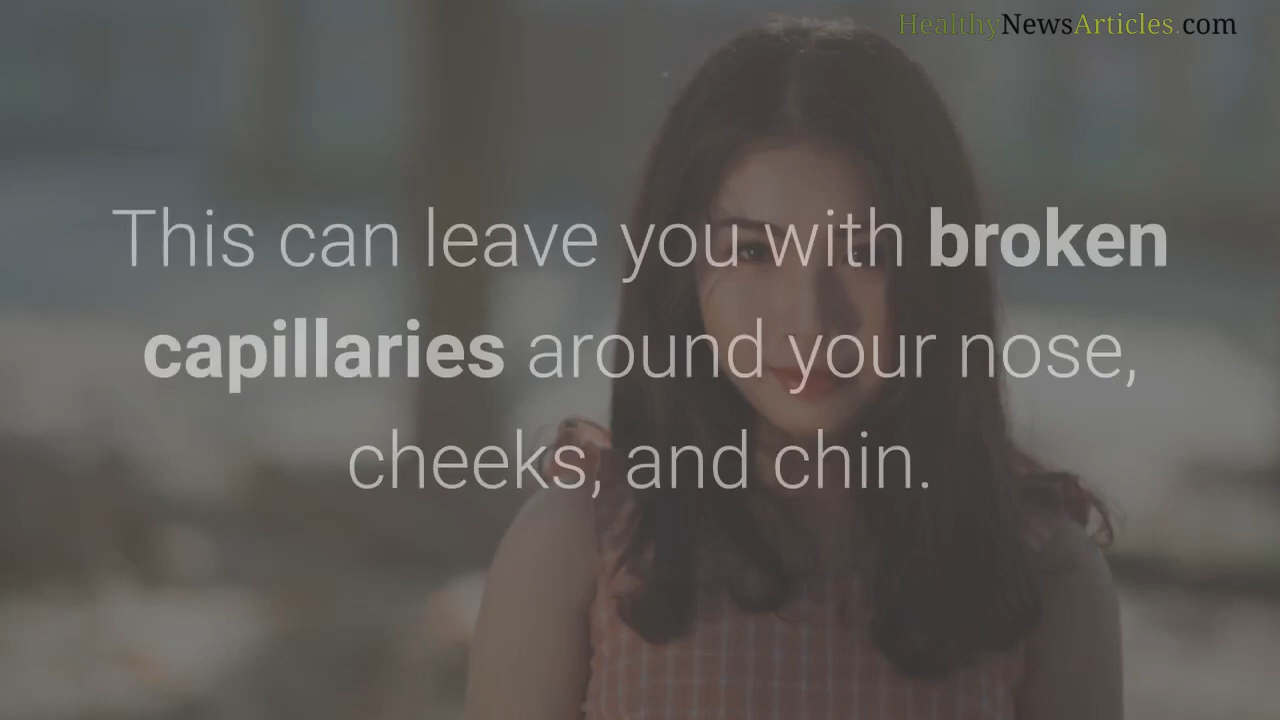 HealthyNewsArticles.com
This can leave you with broken
capillaries around your nose,
cheeks, and chin.